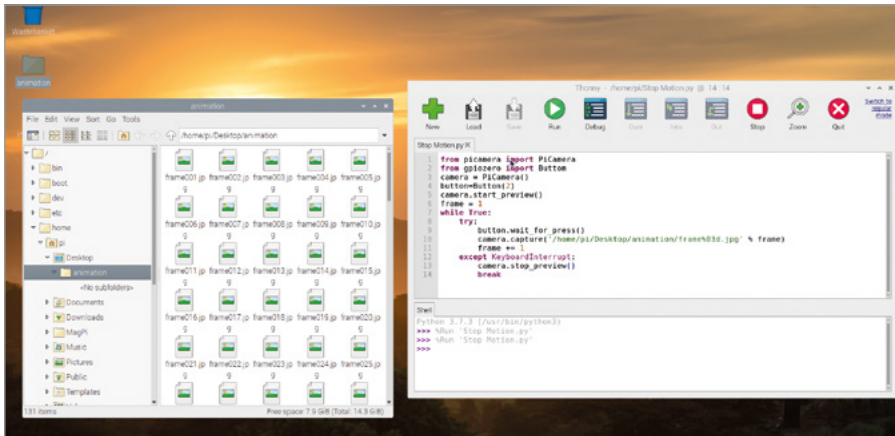 Wastebasket
animation
animation
File Edit View Sort Go Tools
/home/pi/Desktop/animation
/
bin
boot
dev
etc
home
pi
Desktop
animation
<No subfolders>
Documents
Downloads
MagPi
Music
Pictures
Public
Templates
frame001.jp frame002.jp frame003.jp frame004.jp frame005.jp
g g g g g
frame006.jp frame007.jp frame008.jp frame009.jp frame010.jp
g g g g g
frame011.jp frame012.jp frame013.jp frame014.jp frame015.jp
g g g g g
frame016.jp frame017.jp frame018.jp frame019.jp frame020.jp
g g g g g
frame021.jp frame022.jp frame023.jp frame024.jp frame025.jp
g g g g g
131 items
Free space: 7.9 GiB (Total: 14.3 GiB)
Thonny - /home/pi/Stop Motion.py @ 14:14
New Load Save Run Debug Over Into Out Stop Zoom Quit
Switch to
regular
mode
Stop Motion.py
1 from picamera import PiCamera
2 from gpiozero import Button
3 camera = PiCamera()
4 button=Button(2)
5 camera.start_preview()
6 frame = 1
7 while True:
8 try:
9 button.wait_for_press()
10 camera.capture('/home/pi/Desktop/animation/frame%03d.jpg' % frame)
11 frame += 1
12 except KeyboardInterrupt:
13 camera.stop_preview()
14 break
Shell
Python 3.7.3 (/usr/bin/python3)
>>> %Run 'Stop Motion.py'
>>> %Run 'Stop Motion.py'
>>>